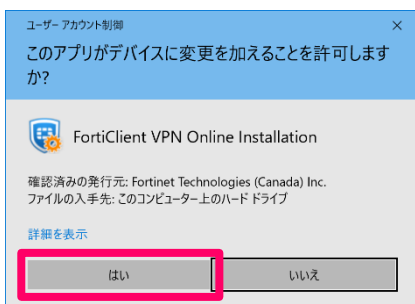 ユーザー アカウント制御
このアプリがデバイスに変更を加えることを許可します
か?
FortiClient VPN Online Installation
確認済みの発行元: Fortinet Technologies (Canada) Inc.
ファイルの入手先: このコンピューター上のハード ドライブ
詳細を表示
はい
いいえ